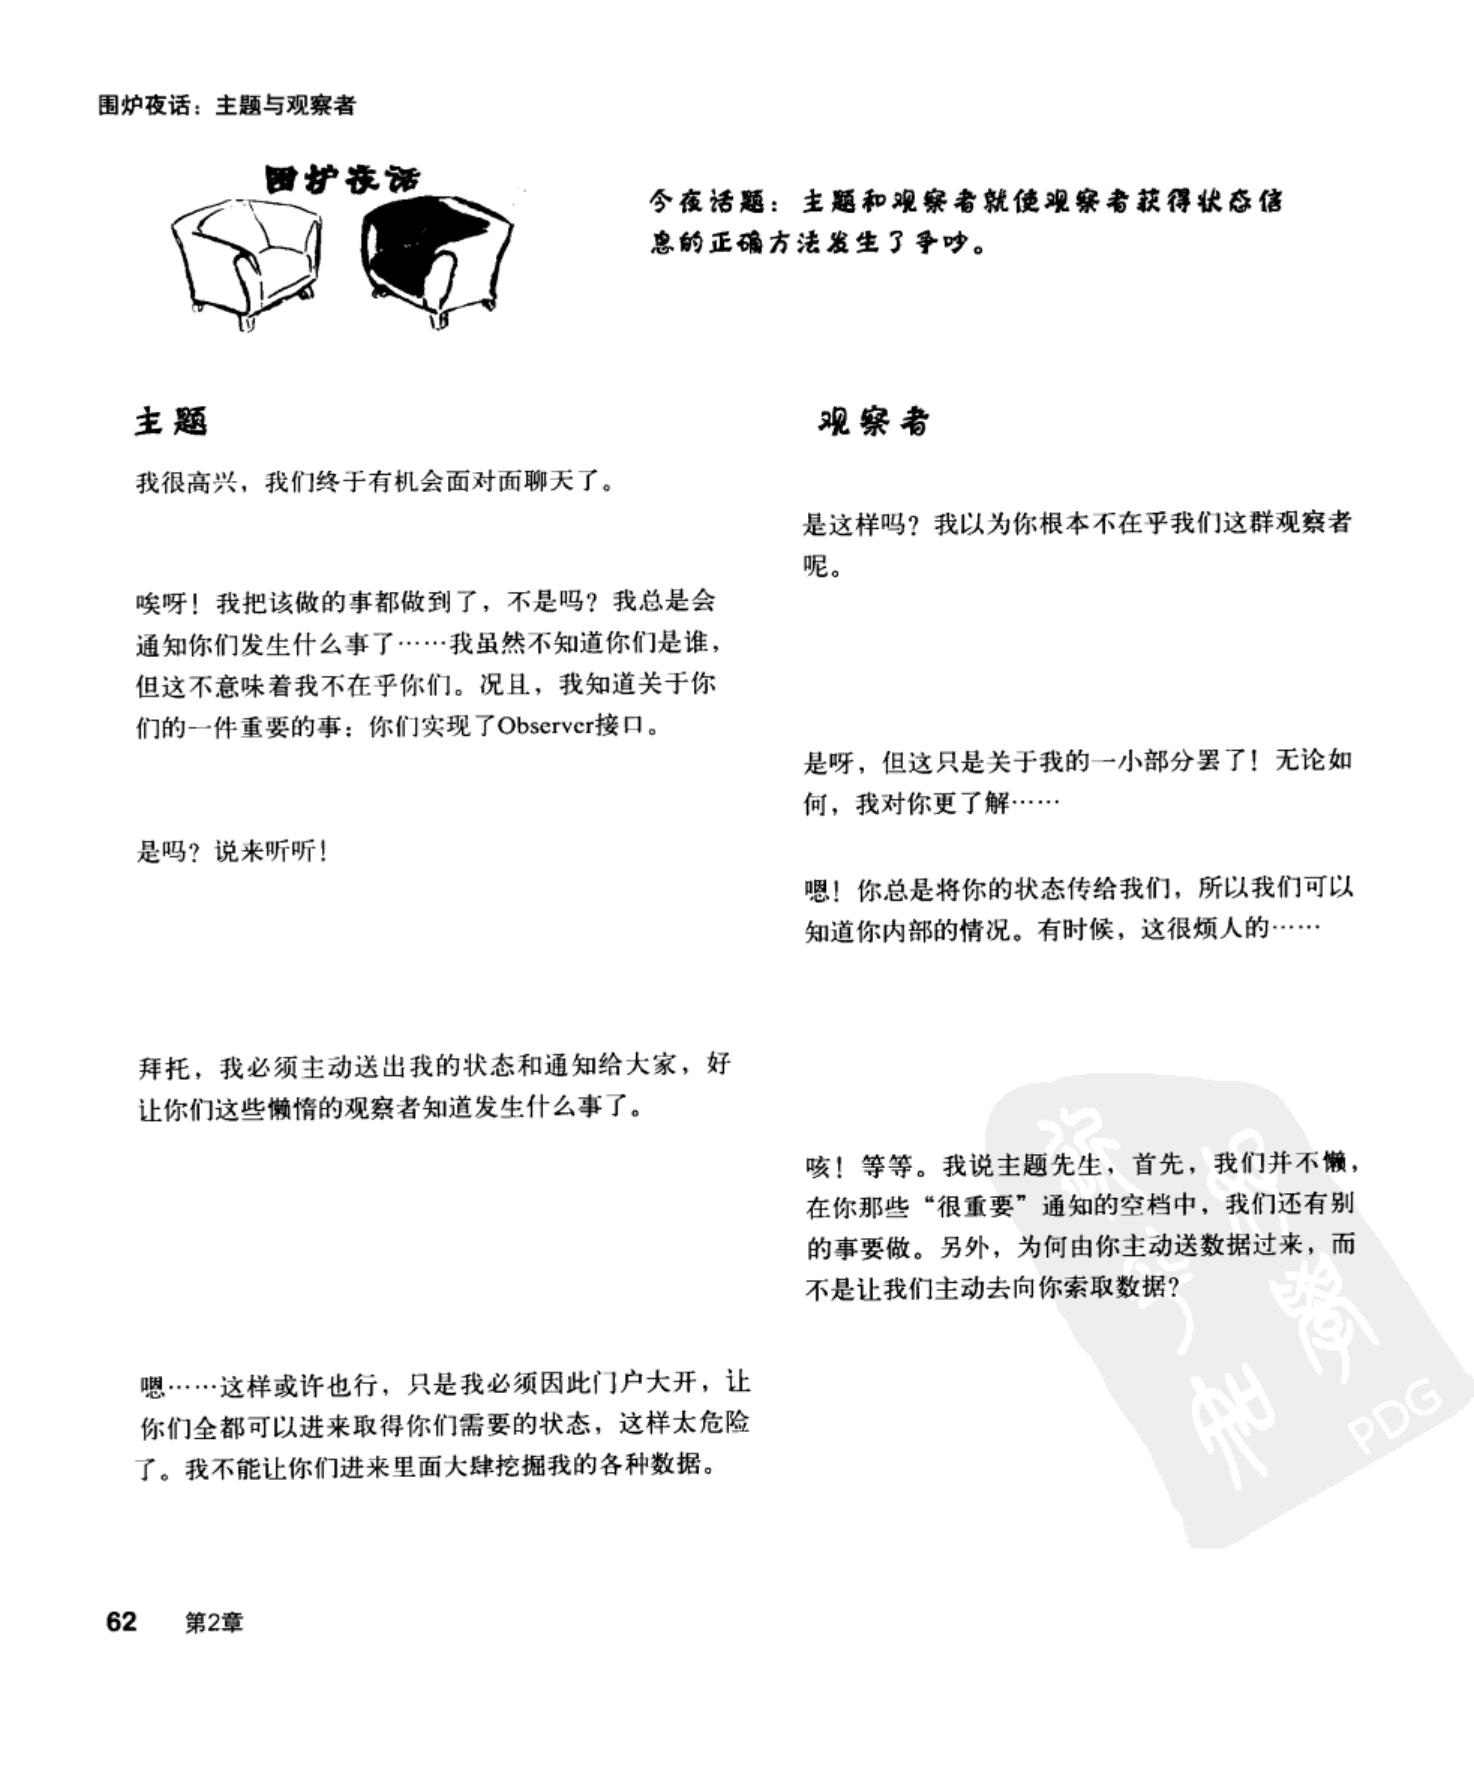 围炉夜话：主题与观察者
围炉夜话
今夜话题：主题和观察者就使观察者获得状态信
息的正确方法发生了争吵。
主题
观察者
我很高兴，我们终于有机会面对面聊天了。
是这样吗？我以为你根本不在乎我们这群观察者
呢。
唉呀！我把该做的事都做到了，不是吗？我总是会
通知你们发生什么事了……我虽然不知道你们是谁，
但这不意味着我不在乎你们。况且，我知道关于你
们的一件重要的事：你们实现了Observer接口。
是呀，但这只是关于我的一小部分罢了！无论如
何，我对你更了解……
是吗？说来听听！
嗯！你总是将你的状态传给我们，所以我们可以
知道你内部的情况。有时候，这很烦人的……
拜托，我必须主动送出我的状态和通知给大家，好
让你们这些懒惰的观察者知道发生什么事了。
咳！等等。我说主题先生，首先，我们并不懒，
在你那些“很重要”通知的空档中，我们还有别
的事要做。另外，为何由你主动送数据过来，而
不是让我们主动去向你索取数据？
嗯……这样或许也行，只是我必须因此门户大开，让
你们全都可以进来取得你们需要的状态，这样太危险
了。我不能让你们进来里面大肆挖掘我的各种数据。
PDG
62 第2章